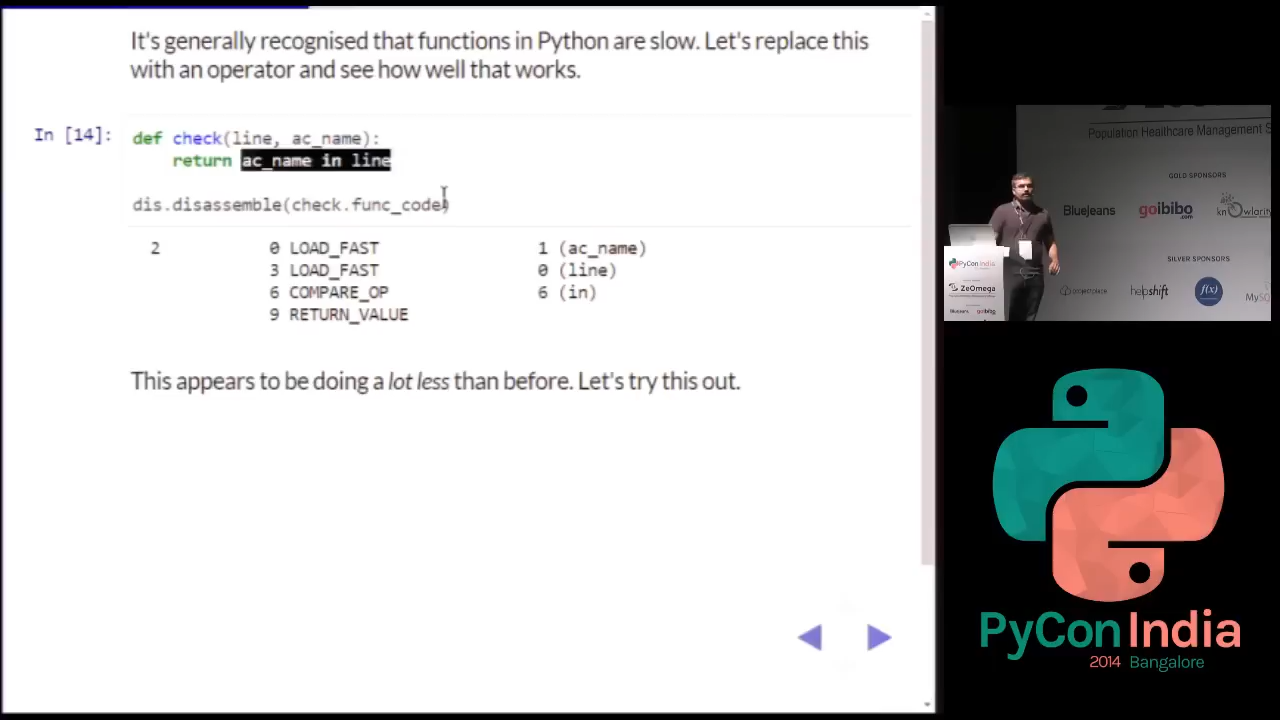 It's generally recognised that functions in Python are slow. Let's replace this
with an operator and see how well that works.
In [14]:
def check(line, ac_name):
return ac_name in line
dis.disassemble(check.func_code)
2 0 LOAD_FAST 1 (ac_name)
3 LOAD_FAST 0 (line)
6 COMPARE_OP 6 (in)
9 RETURN_VALUE
This appears to be doing a lot less than before. Let's try this out.
Population Healthcare Management S
GOLD SPONSORS
BlueJeans
goibibo
.com
knowlarity
SILVER SPONSORS
helpshift
f(x)
MyS
PyCon India
ZeOmega
goibibo
PyCon India
2014 Bangalore